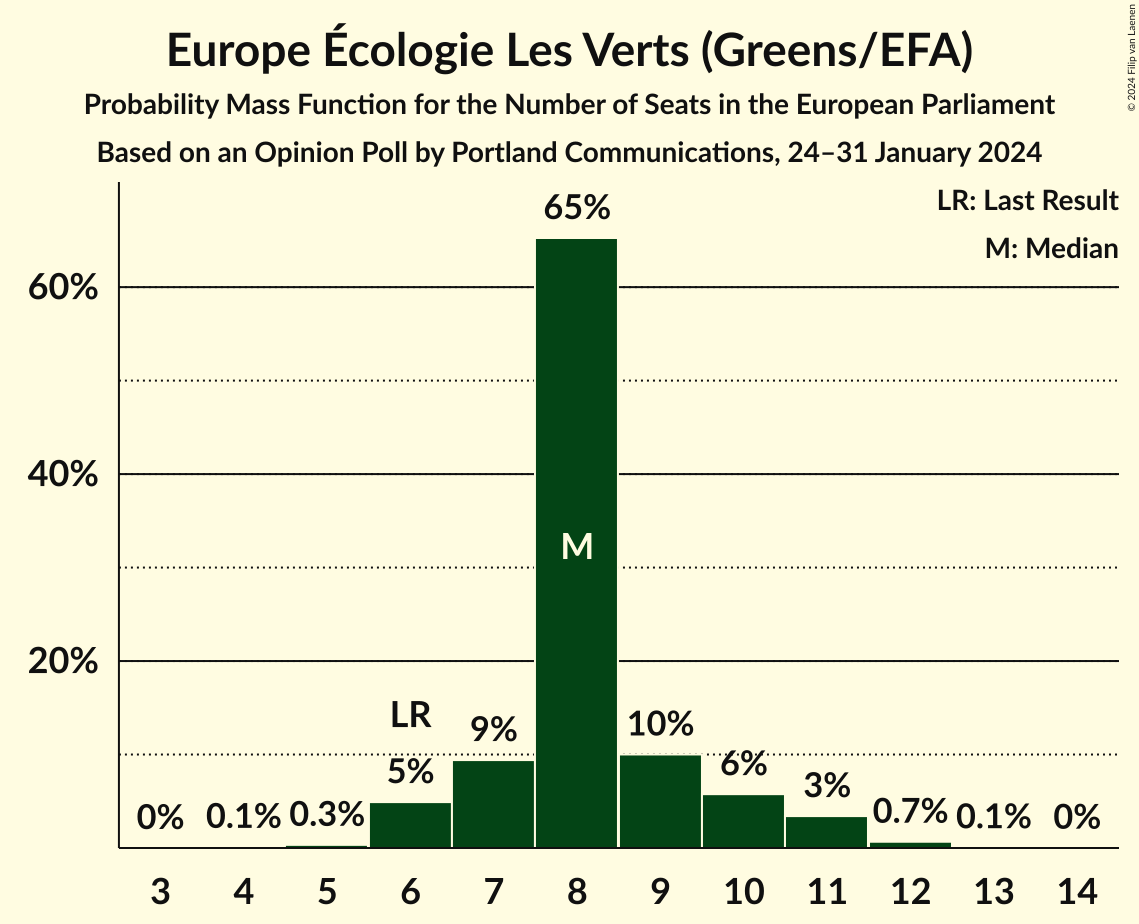 Europe Écologie Les Verts (Greens/EFA)
Probability Mass Function for the Number of Seats in the European Parliament
Based on an Opinion Poll by Portland Communications, 24–31 January 2024
© 2024 Filip van Laenen
LR: Last Result
M: Median
60%
40%
20%
0%
0.1%
0.3%
5%
LR
9%
65%
M
10%
6%
3%
0.7%
0.1%
0%
3 4 5 6 7 8 9 10 11 12 13 14